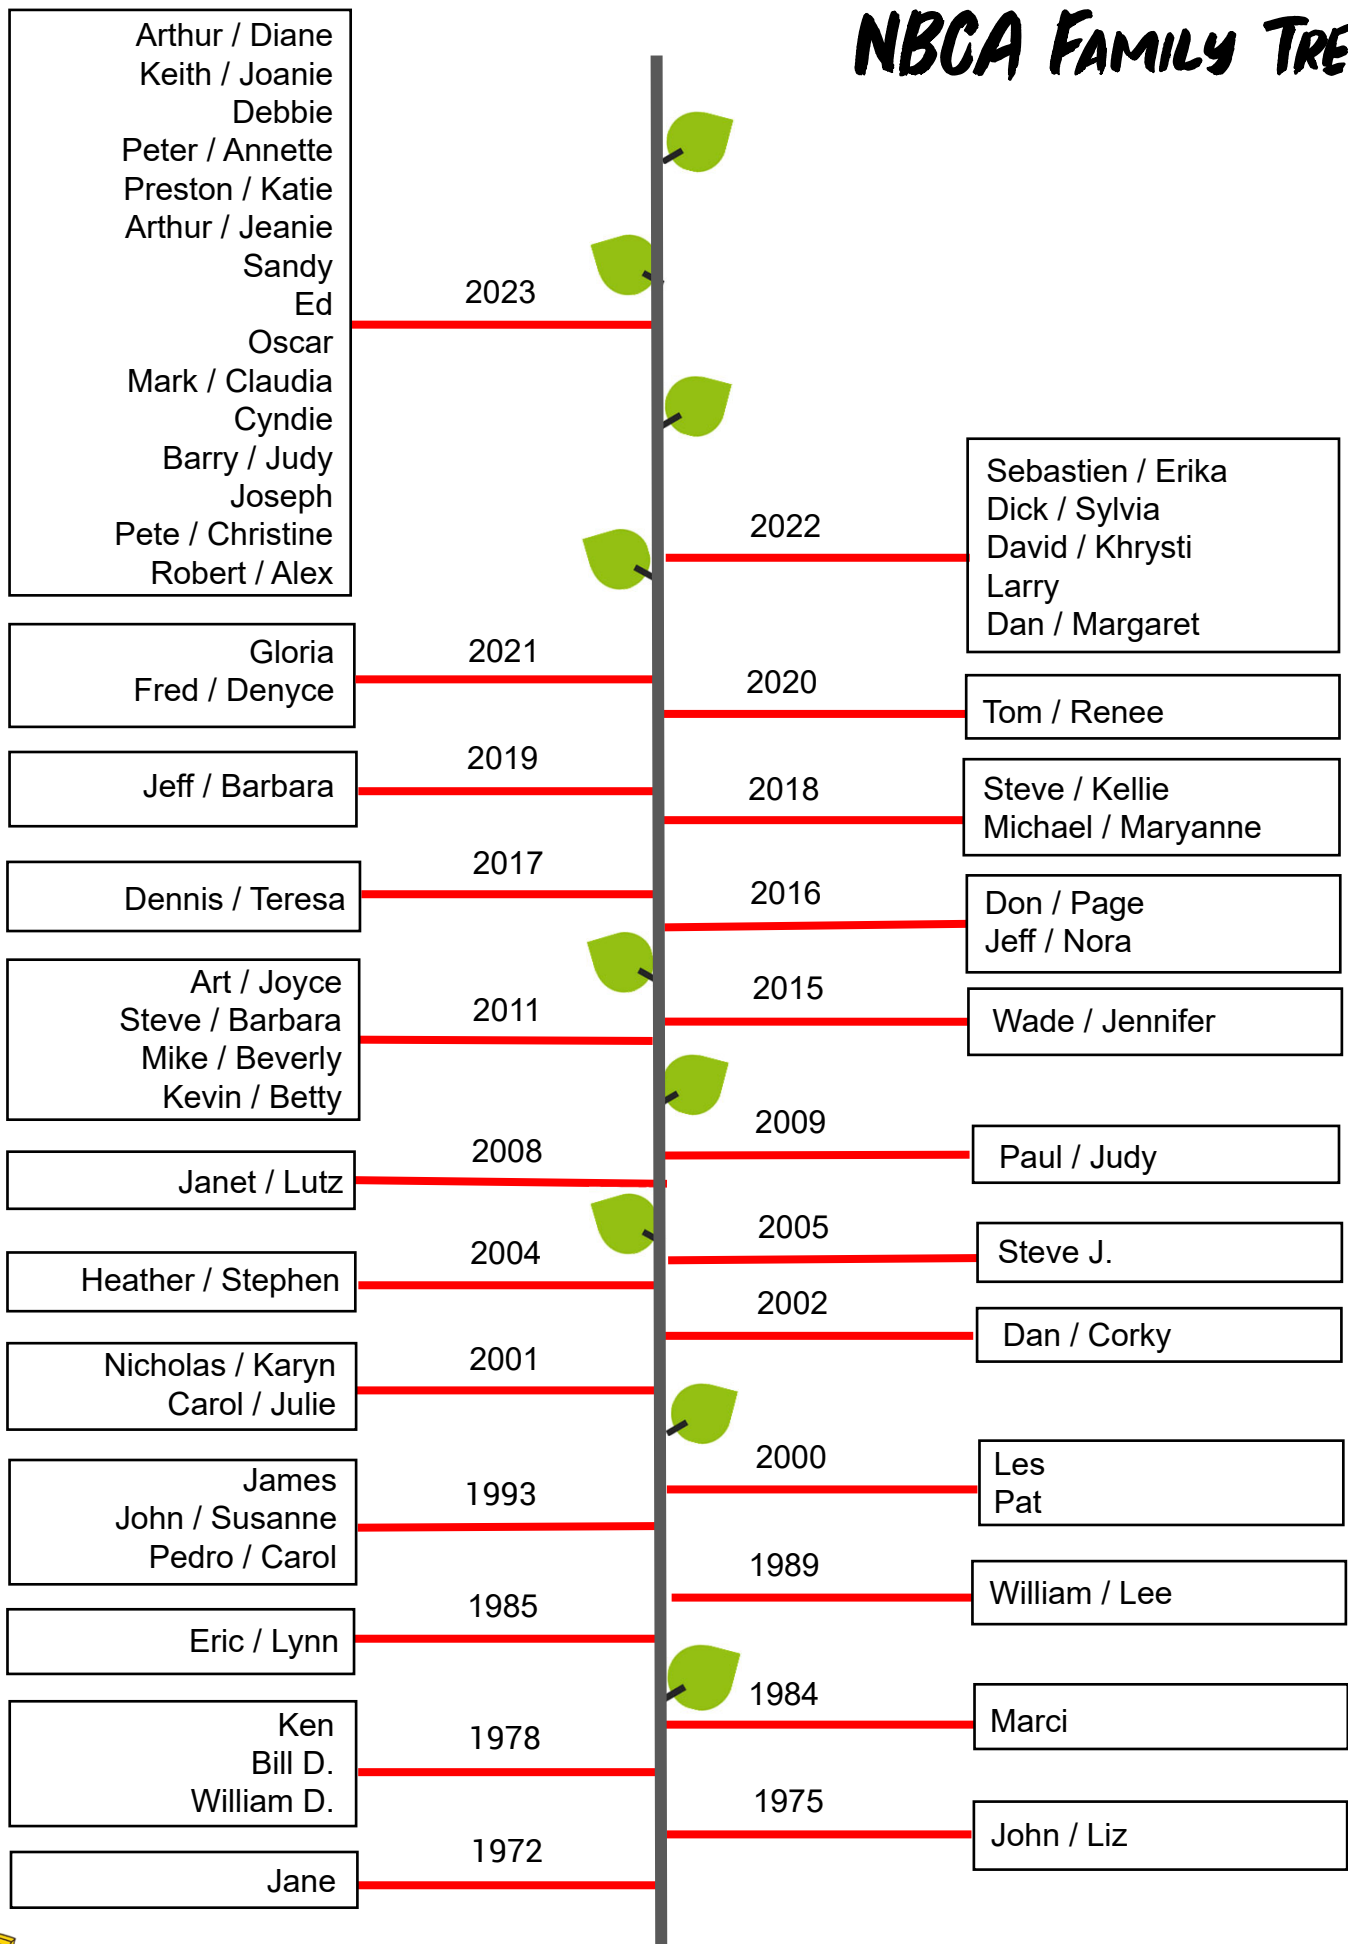 NBCA FAMILY TRE
Arthur / Diane
Keith / Joanie
Debbie
Peter / Annette
Preston / Katie
Arthur / Jeanie
Sandy
Ed
Oscar
Mark / Claudia
Cyndie
Barry / Judy
Joseph
Pete / Christine
Robert / Alex
2023
2022
Sebastien / Erika
Dick / Sylvia
David / Khrysti
Larry
Dan / Margaret
Gloria
Fred / Denyce
2021
2020
Tom / Renee
Jeff / Barbara
2019
2018
Steve / Kellie
Michael / Maryanne
Dennis / Teresa
2017
2016
Don / Page
Jeff / Nora
2015
Wade / Jennifer
Art / Joyce
Steve / Barbara
Mike / Beverly
Kevin / Betty
2011
2009
Paul / Judy
Janet / Lutz
2008
2005
Steve J.
Heather / Stephen
2004
2002
Dan / Corky
Nicholas / Karyn
Carol / Julie
2001
2000
Les
Pat
James
John / Susanne
Pedro / Carol
1993
1989
William / Lee
Eric / Lynn
1985
1984
Marci
Ken
Bill D.
William D.
1978
1975
John / Liz
Jane
1972